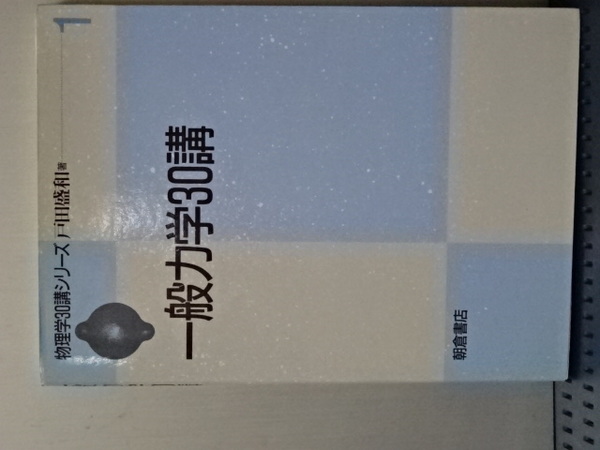 物理学30講シリーズ 戸田盛和著 1
一般力学30講
朝倉書店